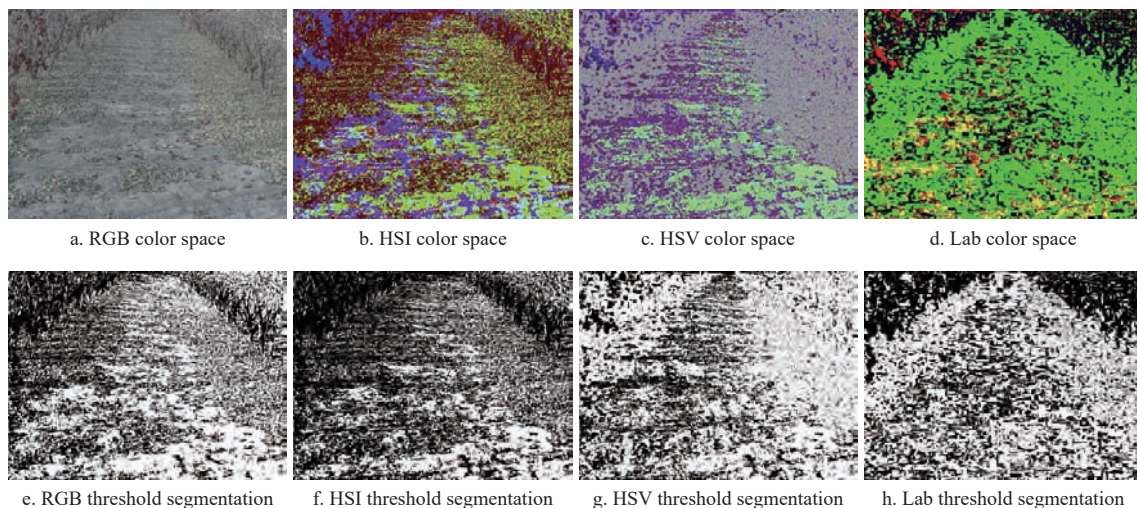 a. RGB color space
b. HSI color space
c. HSV color space
d. Lab color space
e. RGB threshold segmentation
f. HSI threshold segmentation
g. HSV threshold segmentation
h. Lab threshold segmentation